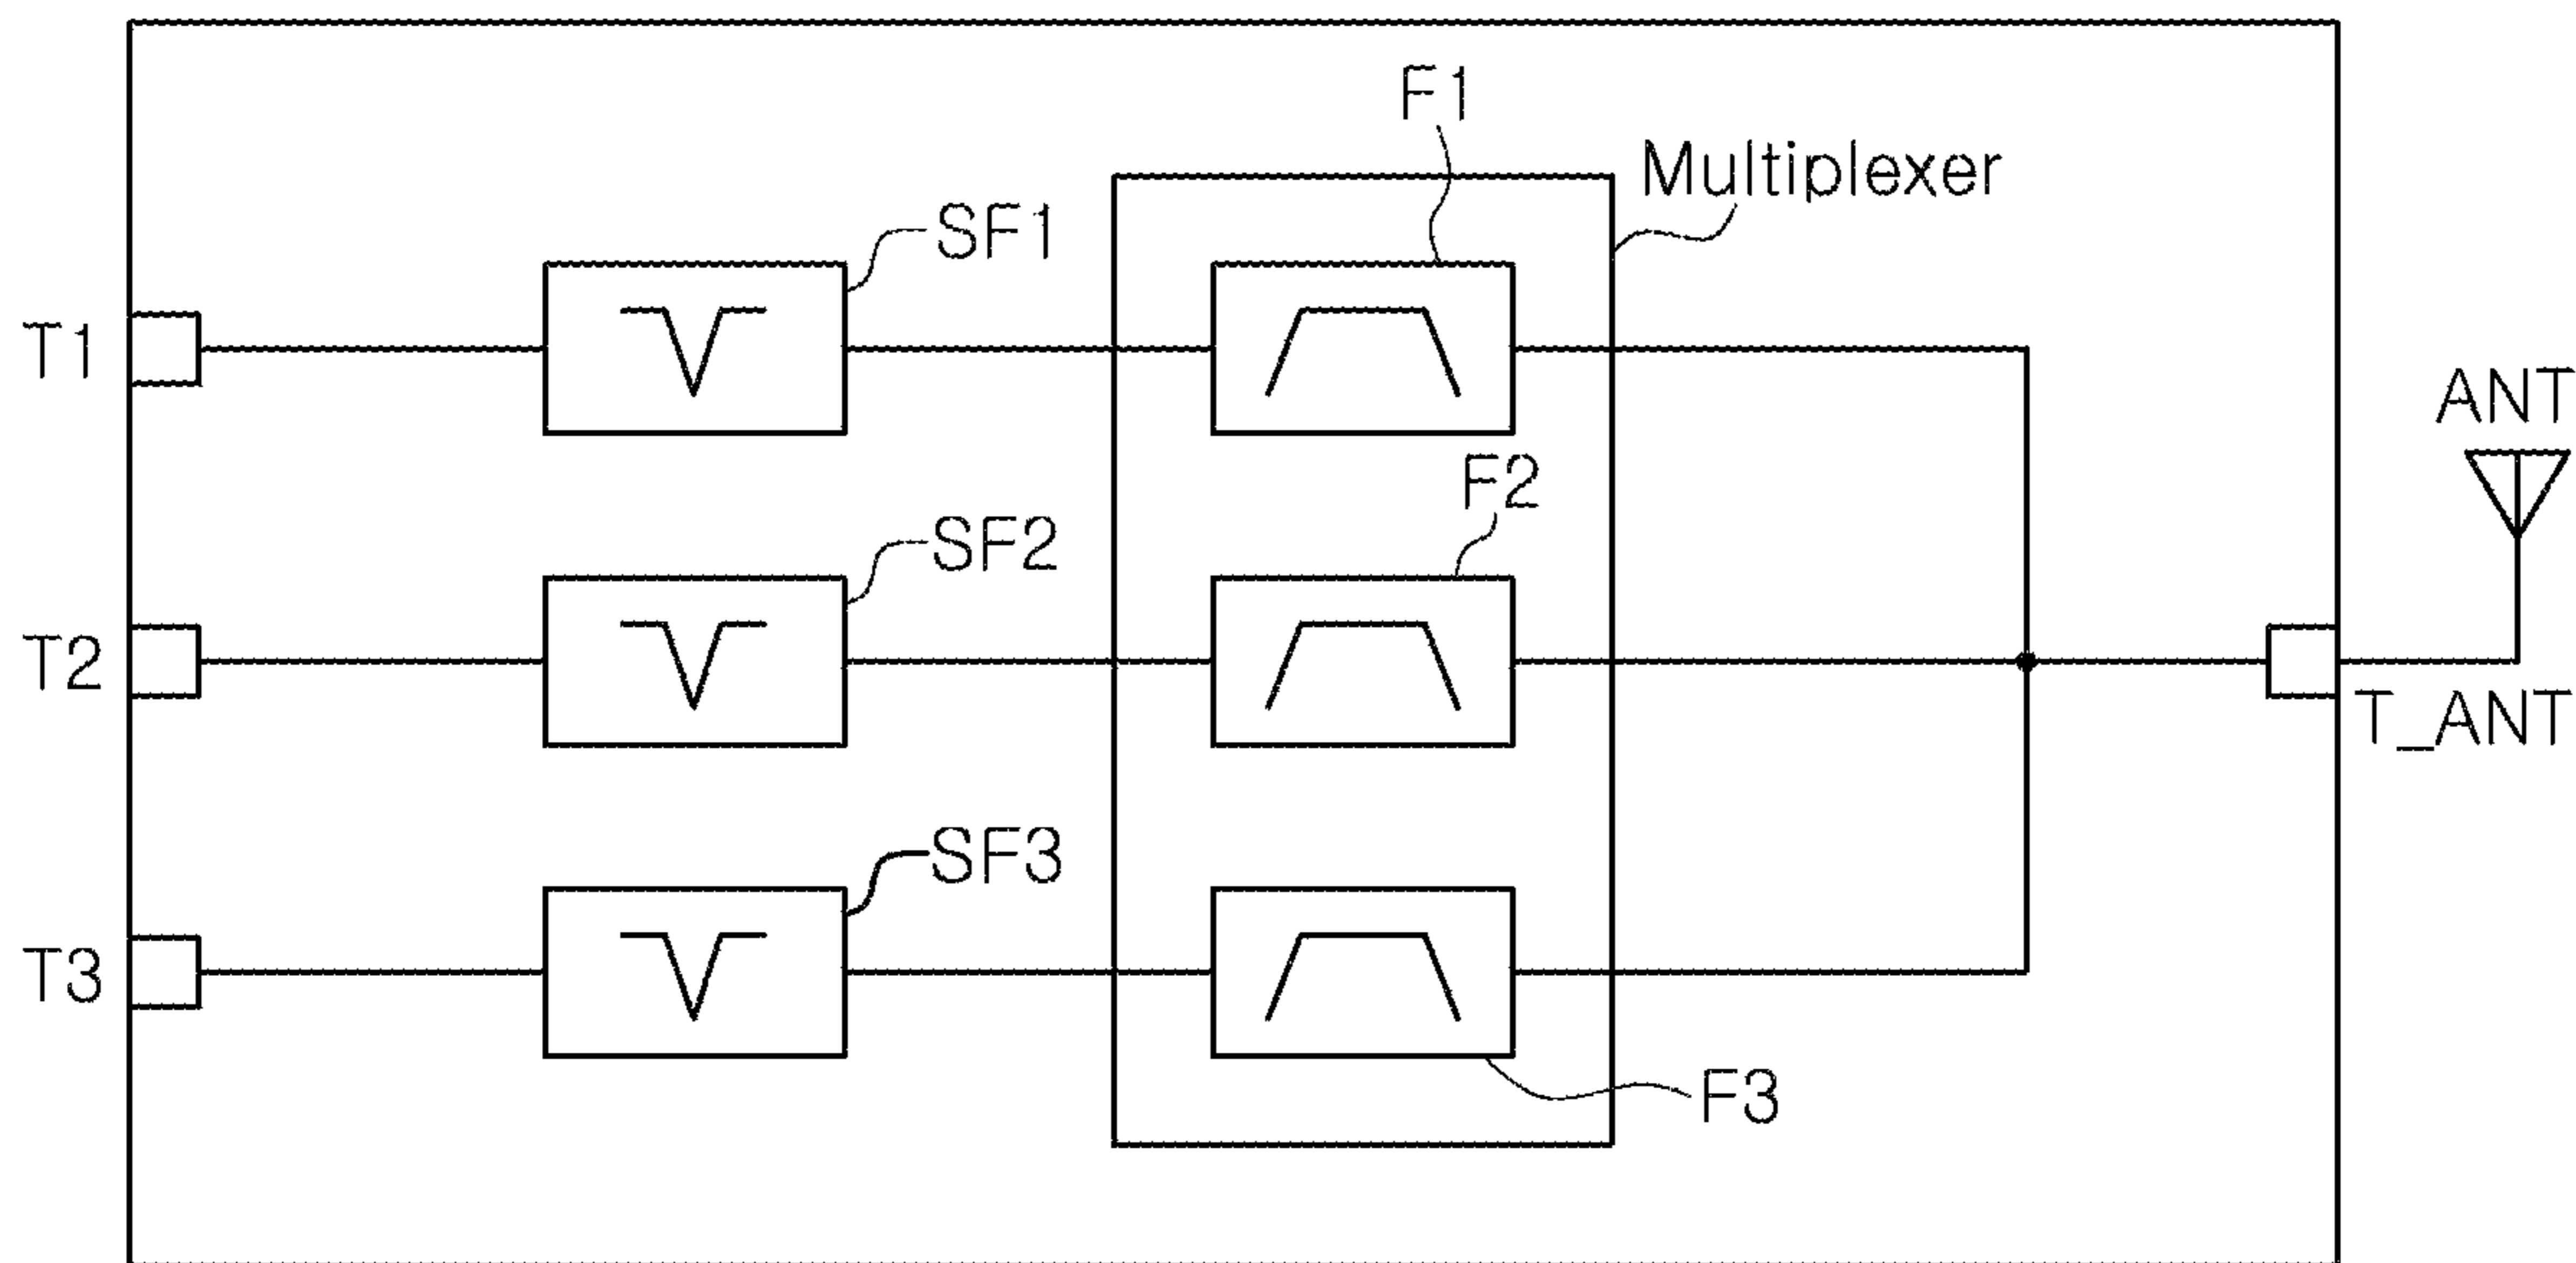 F1
Multiplexer
SF1
T1
ANT
F2
SF2
T2
T_ANT
SF3
T3
F3